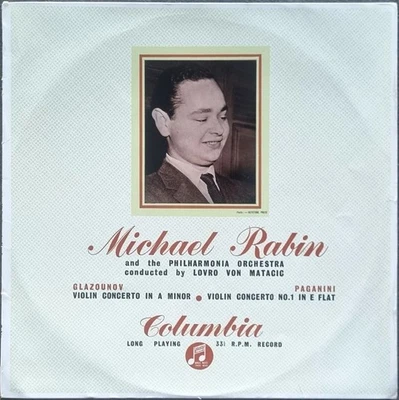 Michael Rabin
and the PHILHARMONIA ORCHESTRA
conducted by LOVRO VON MATACIC
GLAZOUNOV PAGANINI
VIOLIN CONCERTO IN A MINOR • VIOLIN CONCERTO NO.1 IN E FLAT
Columbia
LONG PLAYING 33⅓ R.P.M. RECORD